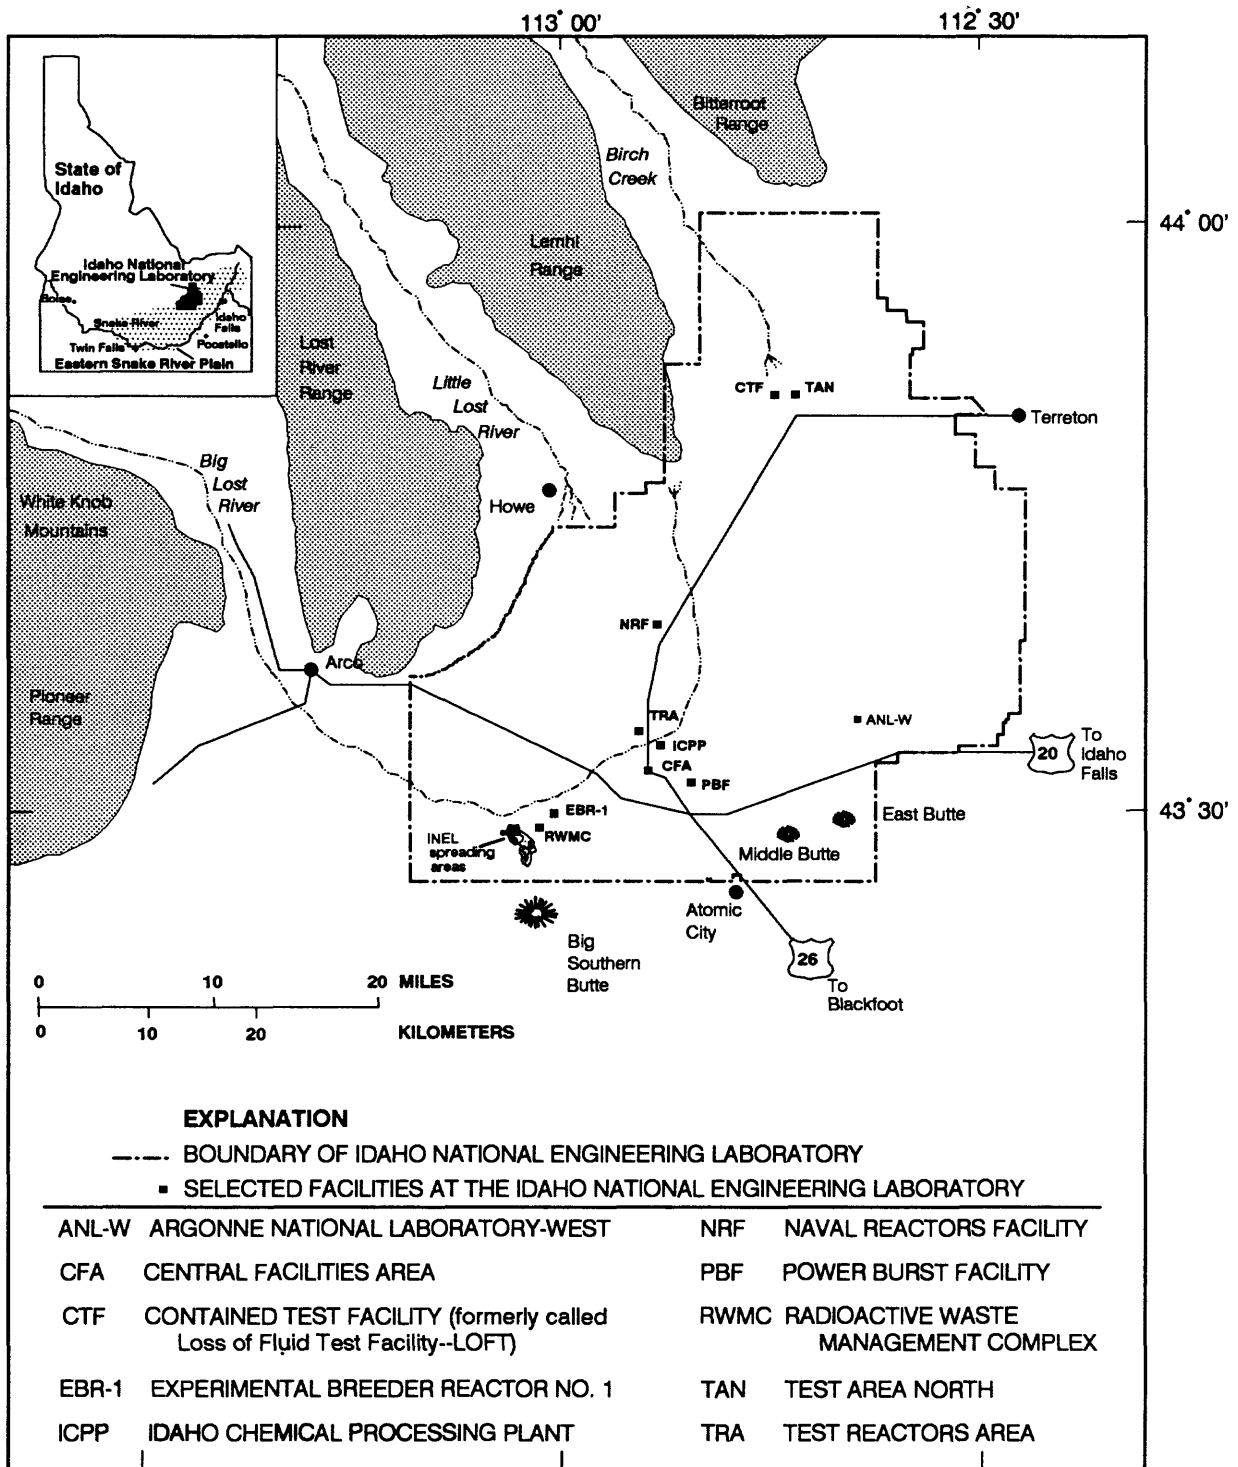 113° 00'
112° 30'
State of
Idaho
Idaho National
Engineering Laboratory
Boise
Snake River
Idaho
Falls
Pocatello
Twin Falls
Eastern Snake River Plain
Bitterroot
Range
Birch
Creek
44° 00'
Lemhi
Range
Lost
River
Range
Little
Lost
River
CTF
TAN
Terreton
Big
Lost
River
White Knob
Mountains
Howe
NRF
Arco
Pioneer
Range
TRA
ICPP
CFA
PBF
ANL-W
To
Idaho
Falls
20
43° 30'
EBR-1
RWMC
INEL
spreading
areas
East Butte
Middle Butte
Atomic
City
Big
Southern
Butte
26
To
Blackfoot
0 10 20 MILES
0 10 20 KILOMETERS
EXPLANATION
BOUNDARY OF IDAHO NATIONAL ENGINEERING LABORATORY
SELECTED FACILITIES AT THE IDAHO NATIONAL ENGINEERING LABORATORY
ANL-W ARGONNE NATIONAL LABORATORY-WEST
CFA CENTRAL FACILITIES AREA
CTF CONTAINED TEST FACILITY (formerly called
Loss of Fluid Test Facility--LOFT)
EBR-1 EXPERIMENTAL BREEDER REACTOR NO. 1
ICPP IDAHO CHEMICAL PROCESSING PLANT
NRF NAVAL REACTORS FACILITY
PBF POWER BURST FACILITY
RWMC RADIOACTIVE WASTE
MANAGEMENT COMPLEX
TAN TEST AREA NORTH
TRA TEST REACTORS AREA